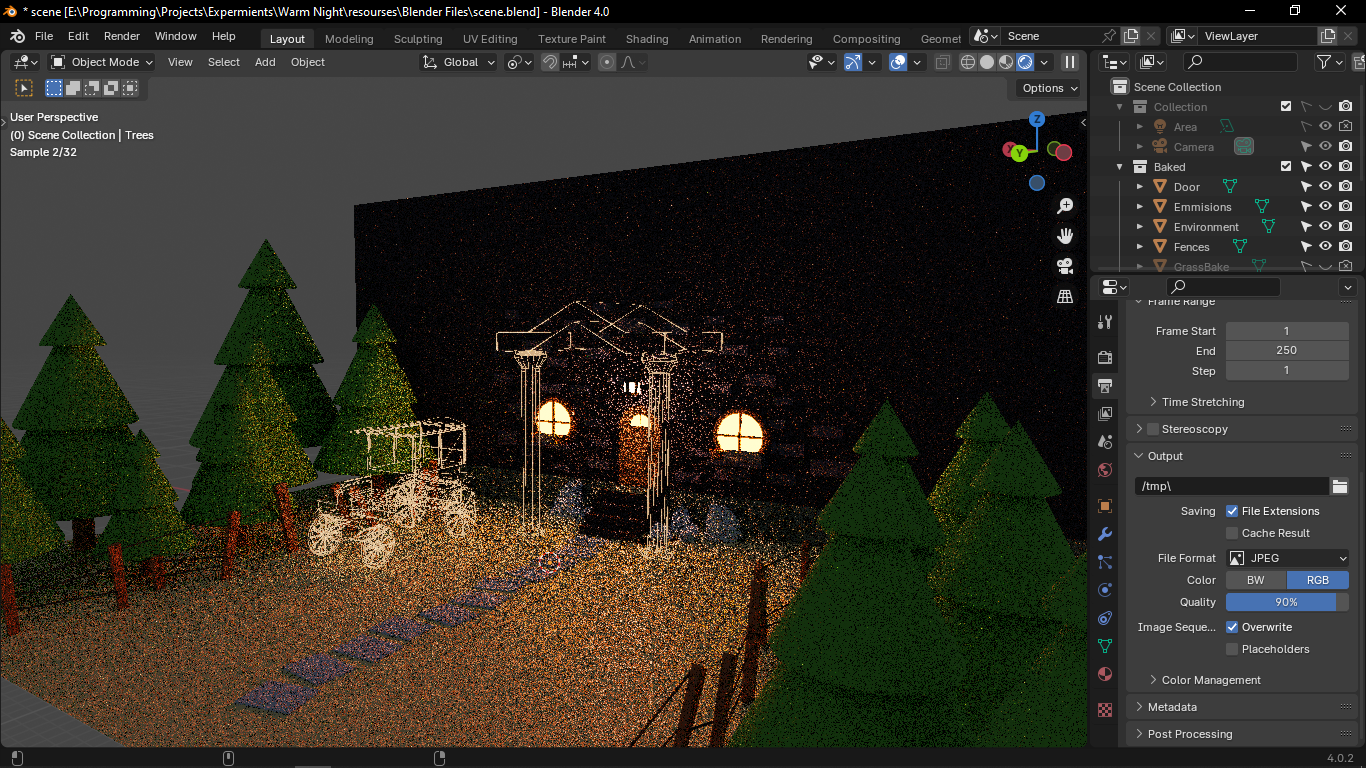 * scene [E:\Programming\Projects\Expermients\Warm Night\resourses\Blender Files\scene.blend] - Blender 4.0
File Edit Render Window Help Layout Modeling Sculpting UV Editing Texture Paint Shading Animation Rendering Compositing Geomet Scene ViewLayer
Object Mode View Select Add Object Global
Options
User Perspective
(0) Scene Collection | Trees
Sample 2/32
Z
X
Y
Scene Collection
Collection
Area
Camera
Baked
Door
Emmisions
Environment
Fences
GrassBake
Frame Range
Frame Start 1
End 250
Step 1
Time Stretching
Stereoscopy
Output
/tmp\
Saving File Extensions
Cache Result
File Format JPEG
Color BW RGB
Quality 90%
Image Seque... Overwrite
Placeholders
Color Management
Metadata
Post Processing
4.0.2